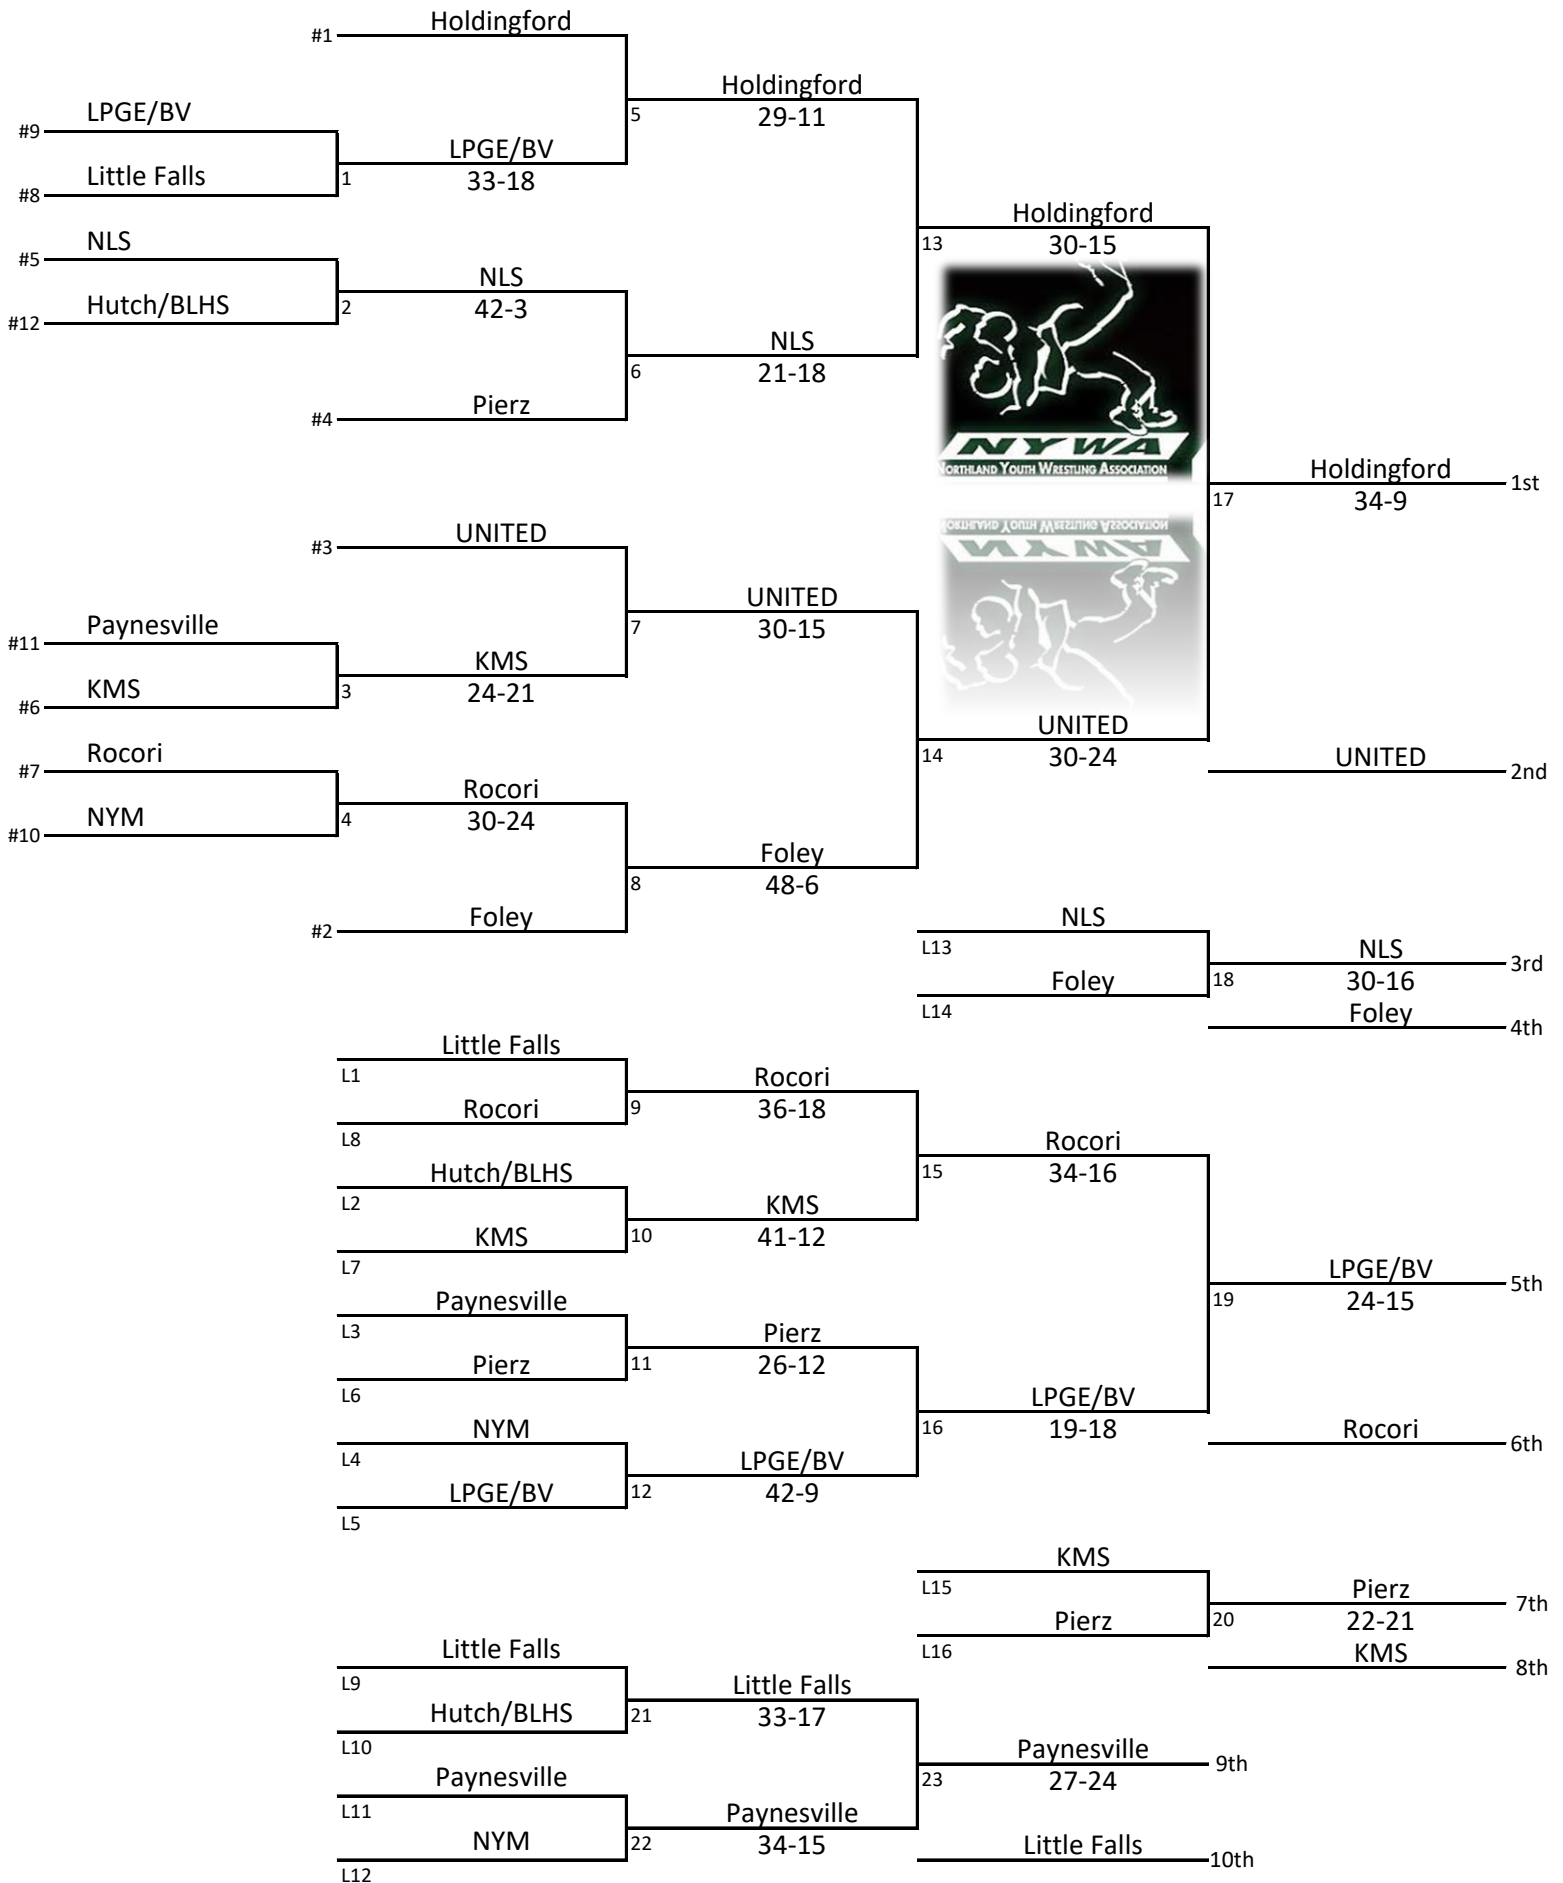 Holdingford
#1
Holdingford
5
29-11
LPGE/BV
#9
LPGE/BV
1
33-18
Little Falls
#8
Holdingford
13
30-15
NLS
#5
NLS
2
42-3
Hutch/BLHS
#12
NLS
6
21-18
Pierz
#4
NYWA
NORTHLAND YOUTH WRESTLING ASSOCIATION
Holdingford
1st
17
34-9
UNITED
#3
UNITED
7
30-15
Paynesville
#11
KMS
3
24-21
KMS
#6
UNITED
14
30-24
Rocori
#7
Rocori
4
30-24
NYM
#10
UNITED
2nd
Foley
8
48-6
Foley
#2
NLS
L13
NLS
3rd
18
30-16
Foley
L14
Foley
4th
Little Falls
L1
Rocori
9
36-18
Rocori
L8
Rocori
15
34-16
Hutch/BLHS
L2
KMS
10
41-12
KMS
L7
LPGE/BV
5th
19
24-15
Paynesville
L3
Pierz
11
26-12
Pierz
L6
LPGE/BV
16
19-18
NYM
L4
LPGE/BV
12
42-9
LPGE/BV
L5
Rocori
6th
KMS
L15
Pierz
7th
20
22-21
Pierz
L16
KMS
8th
Little Falls
L9
Little Falls
21
33-17
Hutch/BLHS
L10
Paynesville
9th
23
27-24
Paynesville
L11
Paynesville
22
34-15
NYM
L12
Little Falls
10th